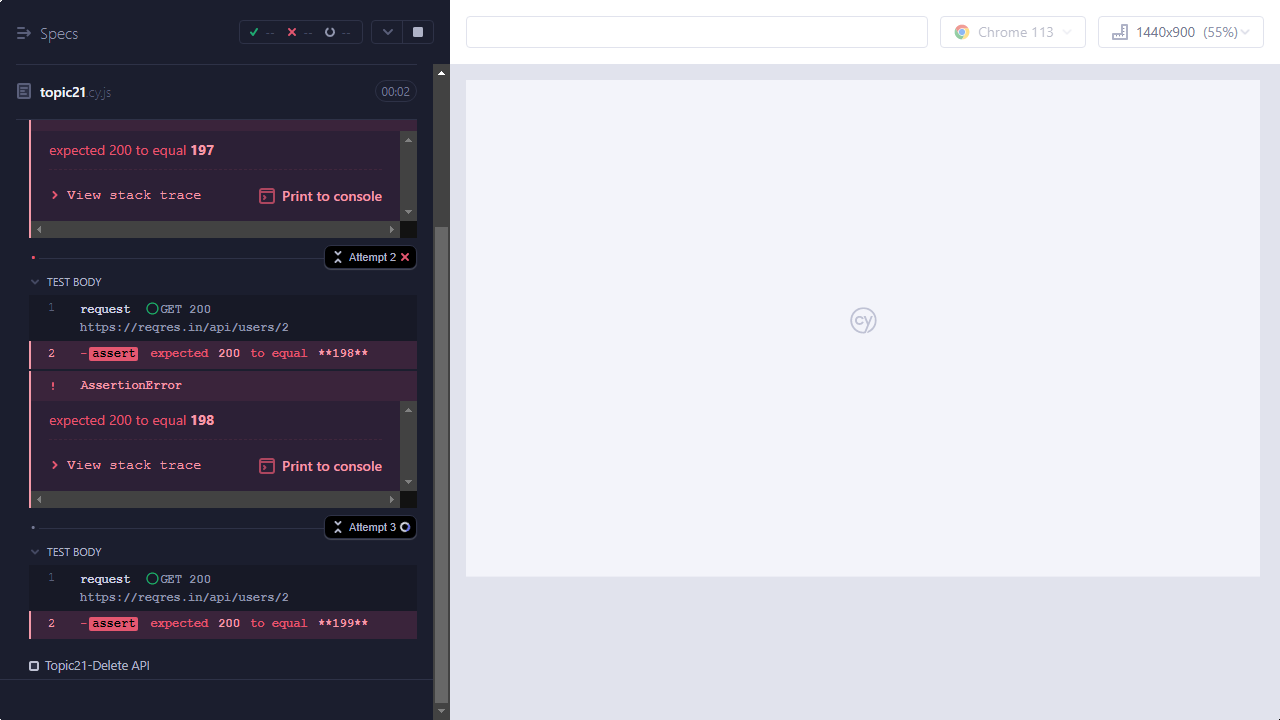 Specs
-- -- --
Chrome 113
1440x900 (55%)
topic21.cy.js
00:02
expected 200 to equal 197
View stack trace
Print to console
Attempt 2
TEST BODY
1 request GET 200
https://reqres.in/api/users/2
2 -assert expected 200 to equal **198**
! AssertionError
expected 200 to equal 198
View stack trace
Print to console
Attempt 3
TEST BODY
1 request GET 200
https://reqres.in/api/users/2
2 -assert expected 200 to equal **199**
Topic21-Delete API
cy